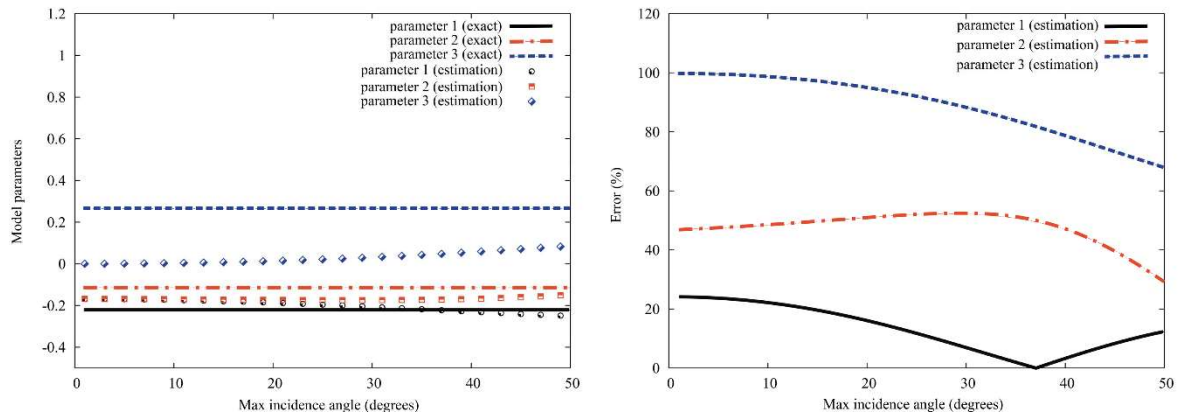 1.2
1
0.8
0.6
0.4
0.2
0
-0.2
-0.4
Model parameters
parameter 1 (exact)
parameter 2 (exact)
parameter 3 (exact)
parameter 1 (estimation)
parameter 2 (estimation)
parameter 3 (estimation)
0 10 20 30 40 50
Max incidence angle (degrees)
120
100
80
60
40
20
0
Error (%)
parameter 1 (estimation)
parameter 2 (estimation)
parameter 3 (estimation)
0 10 20 30 40 50
Max incidence angle (degrees)